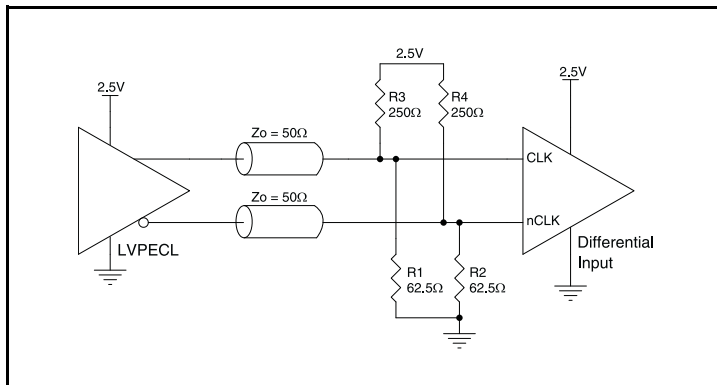 2.5V
2.5V
2.5V
R3
250Ω
R4
250Ω
Zo = 50Ω
CLK
Zo = 50Ω
nCLK
LVPECL
Differential
Input
R1
62.5Ω
R2
62.5Ω